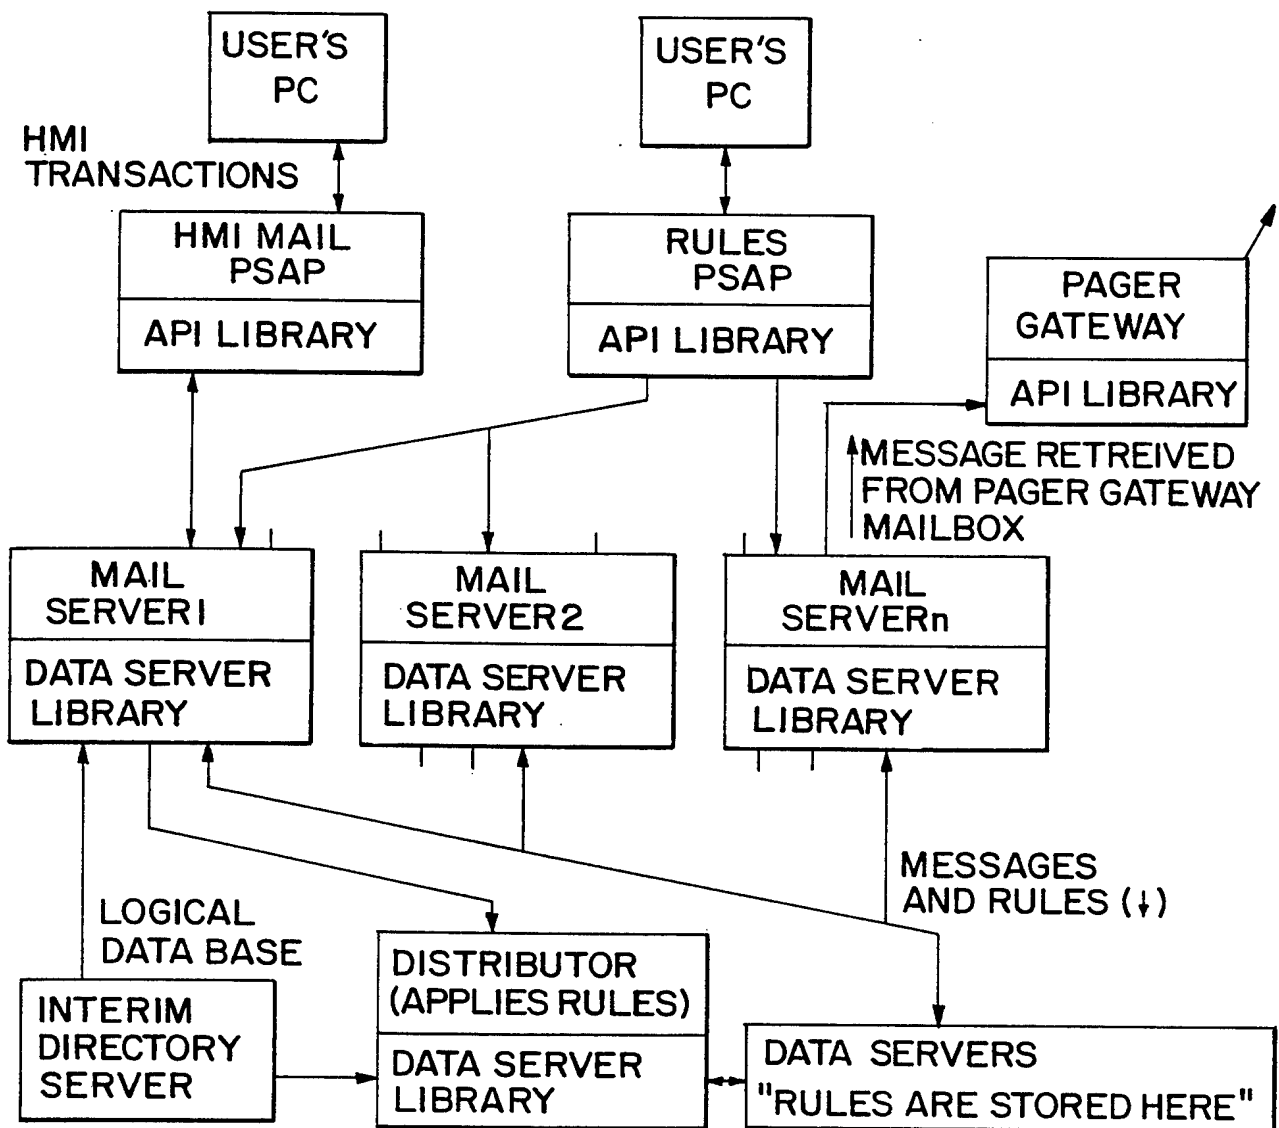 USER'S
PC
USER'S
PC
HMI
TRANSACTIONS
HMI MAIL
PSAP
API LIBRARY
RULES
PSAP
API LIBRARY
PAGER
GATEWAY
API LIBRARY
MESSAGE RETREIVED
FROM PAGER GATEWAY
MAILBOX
MAIL
SERVER1
DATA SERVER
LIBRARY
MAIL
SERVER2
DATA SERVER
LIBRARY
MAIL
SERVERn
DATA SERVER
LIBRARY
MESSAGES
AND RULES (↓)
LOGICAL
DATA BASE
INTERIM
DIRECTORY
SERVER
DISTRIBUTOR
(APPLIES RULES)
DATA SERVER
LIBRARY
DATA SERVERS
"RULES ARE STORED HERE"